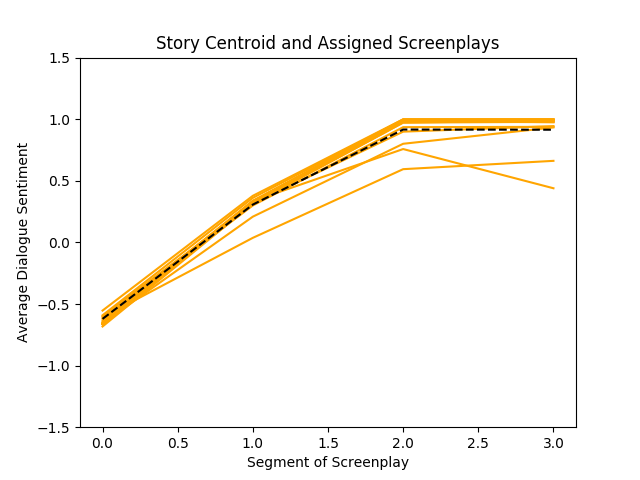 Story Centroid and Assigned Screenplays
1.5
1.0
0.5
0.0
−0.5
−1.0
−1.5
Average Dialogue Sentiment
0.0 0.5 1.0 1.5 2.0 2.5 3.0
Segment of Screenplay